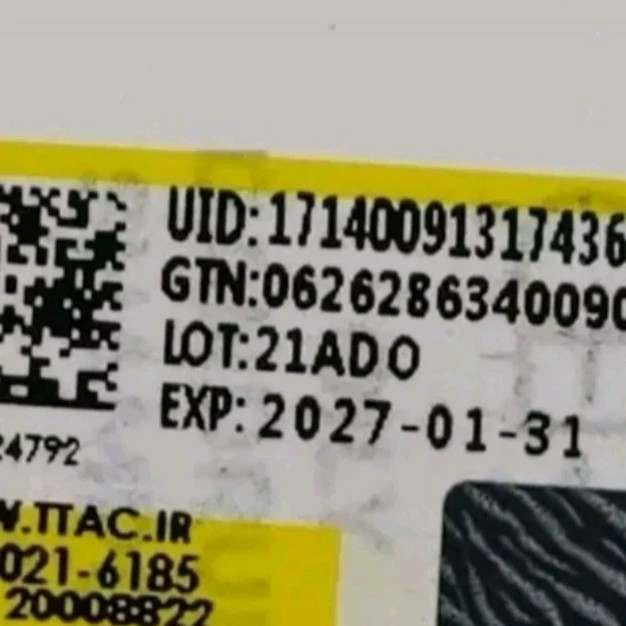 UID:17140091317436
GTN:0626286340090
LOT:21ADO
EXP:2027-01-31
24792
W.TTAC.IR
021-6185
20008822